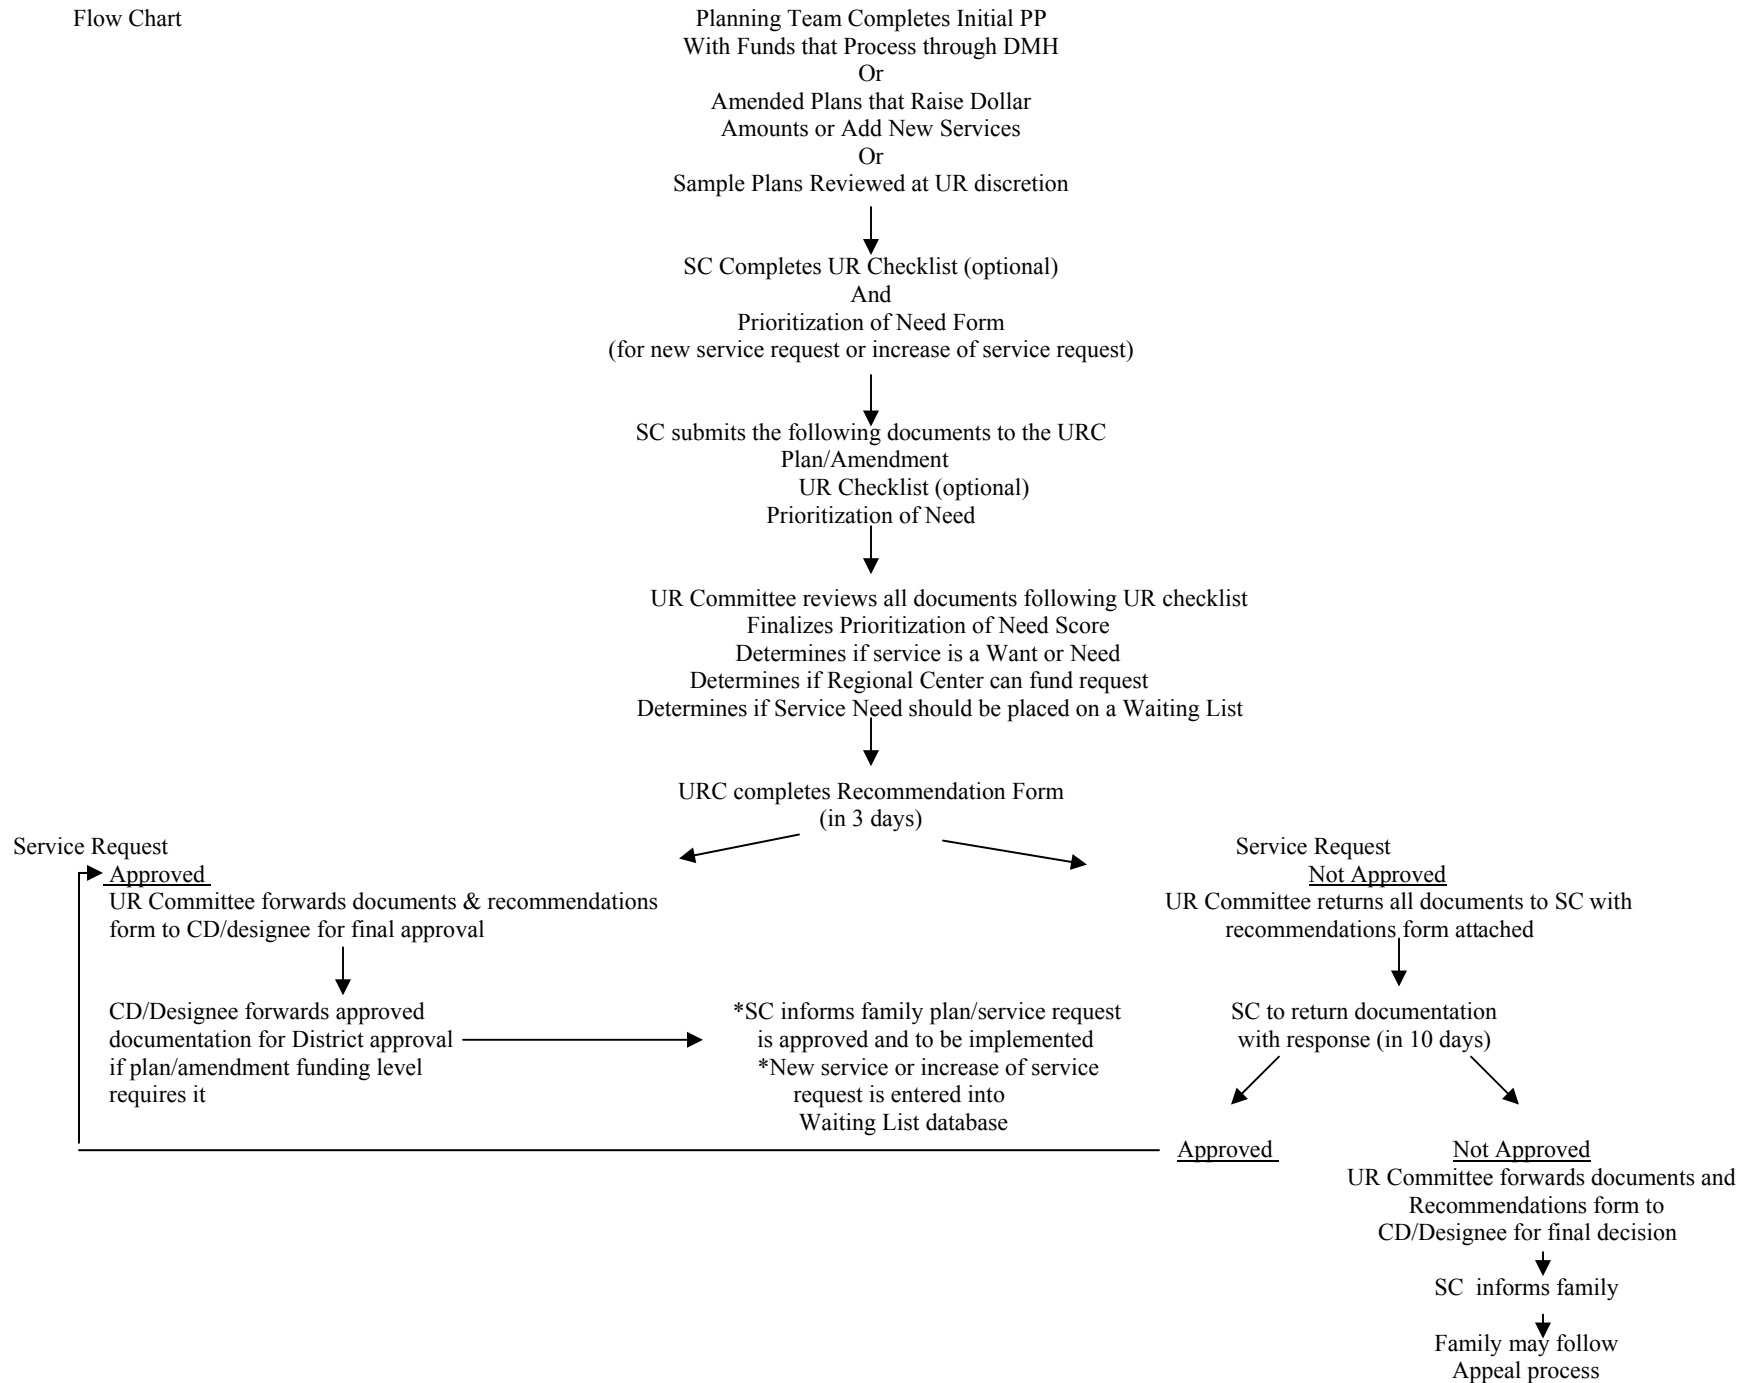 Flow Chart
Planning Team Completes Initial PP
With Funds that Process through DMH
Or
Amended Plans that Raise Dollar
Amounts or Add New Services
Or
Sample Plans Reviewed at UR discretion
SC Completes UR Checklist (optional)
And
Prioritization of Need Form
(for new service request or increase of service request)
SC submits the following documents to the URC
Plan/Amendment
UR Checklist (optional)
Prioritization of Need
UR Committee reviews all documents following UR checklist
Finalizes Prioritization of Need Score
Determines if service is a Want or Need
Determines if Regional Center can fund request
Determines if Service Need should be placed on a Waiting List
URC completes Recommendation Form
(in 3 days)
Service Request
Approved
UR Committee forwards documents & recommendations
form to CD/designee for final approval
CD/Designee forwards approved
documentation for District approval
if plan/amendment funding level
requires it
*SC informs family plan/service request
is approved and to be implemented
*New service or increase of service
request is entered into
Waiting List database
Service Request
Not Approved
UR Committee returns all documents to SC with
recommendations form attached
SC to return documentation
with response (in 10 days)
Approved
Not Approved
UR Committee forwards documents and
Recommendations form to
CD/Designee for final decision
SC informs family
Family may follow
Appeal process